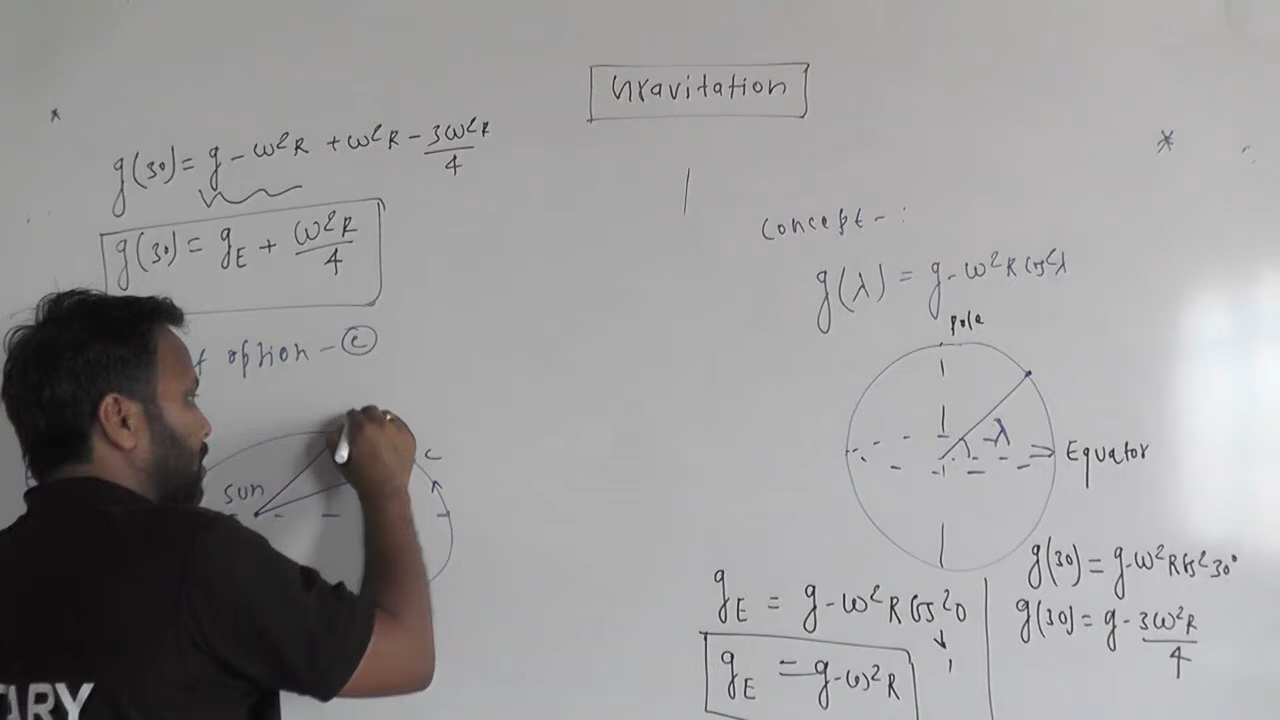 Gravitation
*
g(30) = g - ω²R + ω²R - 3ω²R/4
g(30) = g_E + ω²R/4
option - (c)
Sun
C
*
Concept - :
g(λ) = g - ω²R cos²λ
Pole
λ
Equator
g_E = g - ω²R cos²0
1
g_E = g - ω²R
g(30) = g - ω²R cos²30°
g(30) = g - 3ω²R/4
TARY